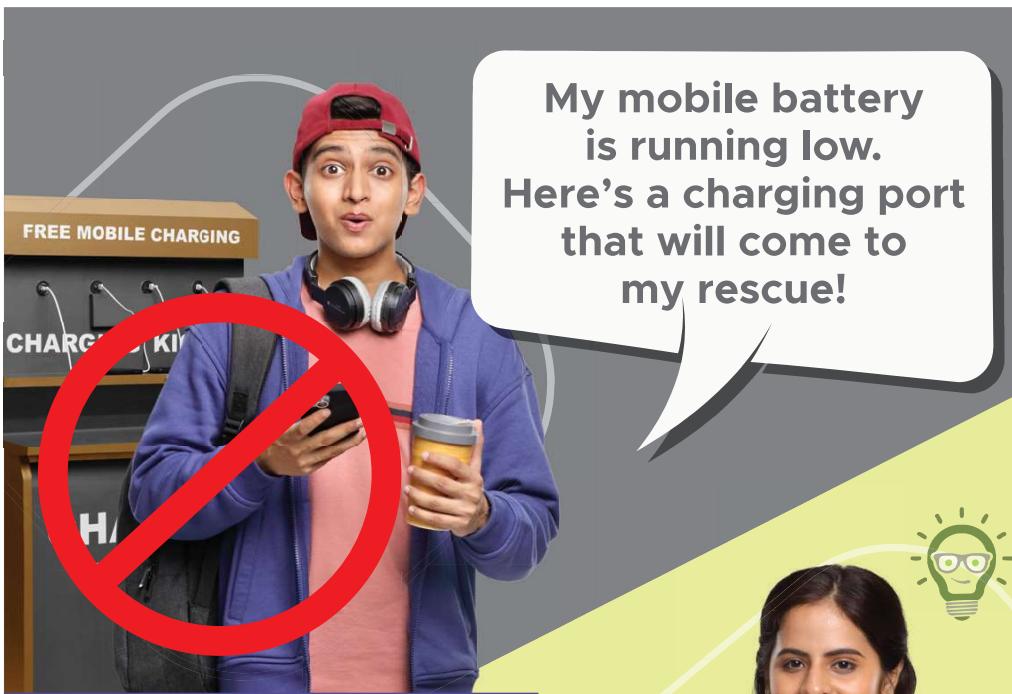 My mobile battery
is running low.
Here's a charging port
that will come to
my rescue!
FREE MOBILE CHARGING